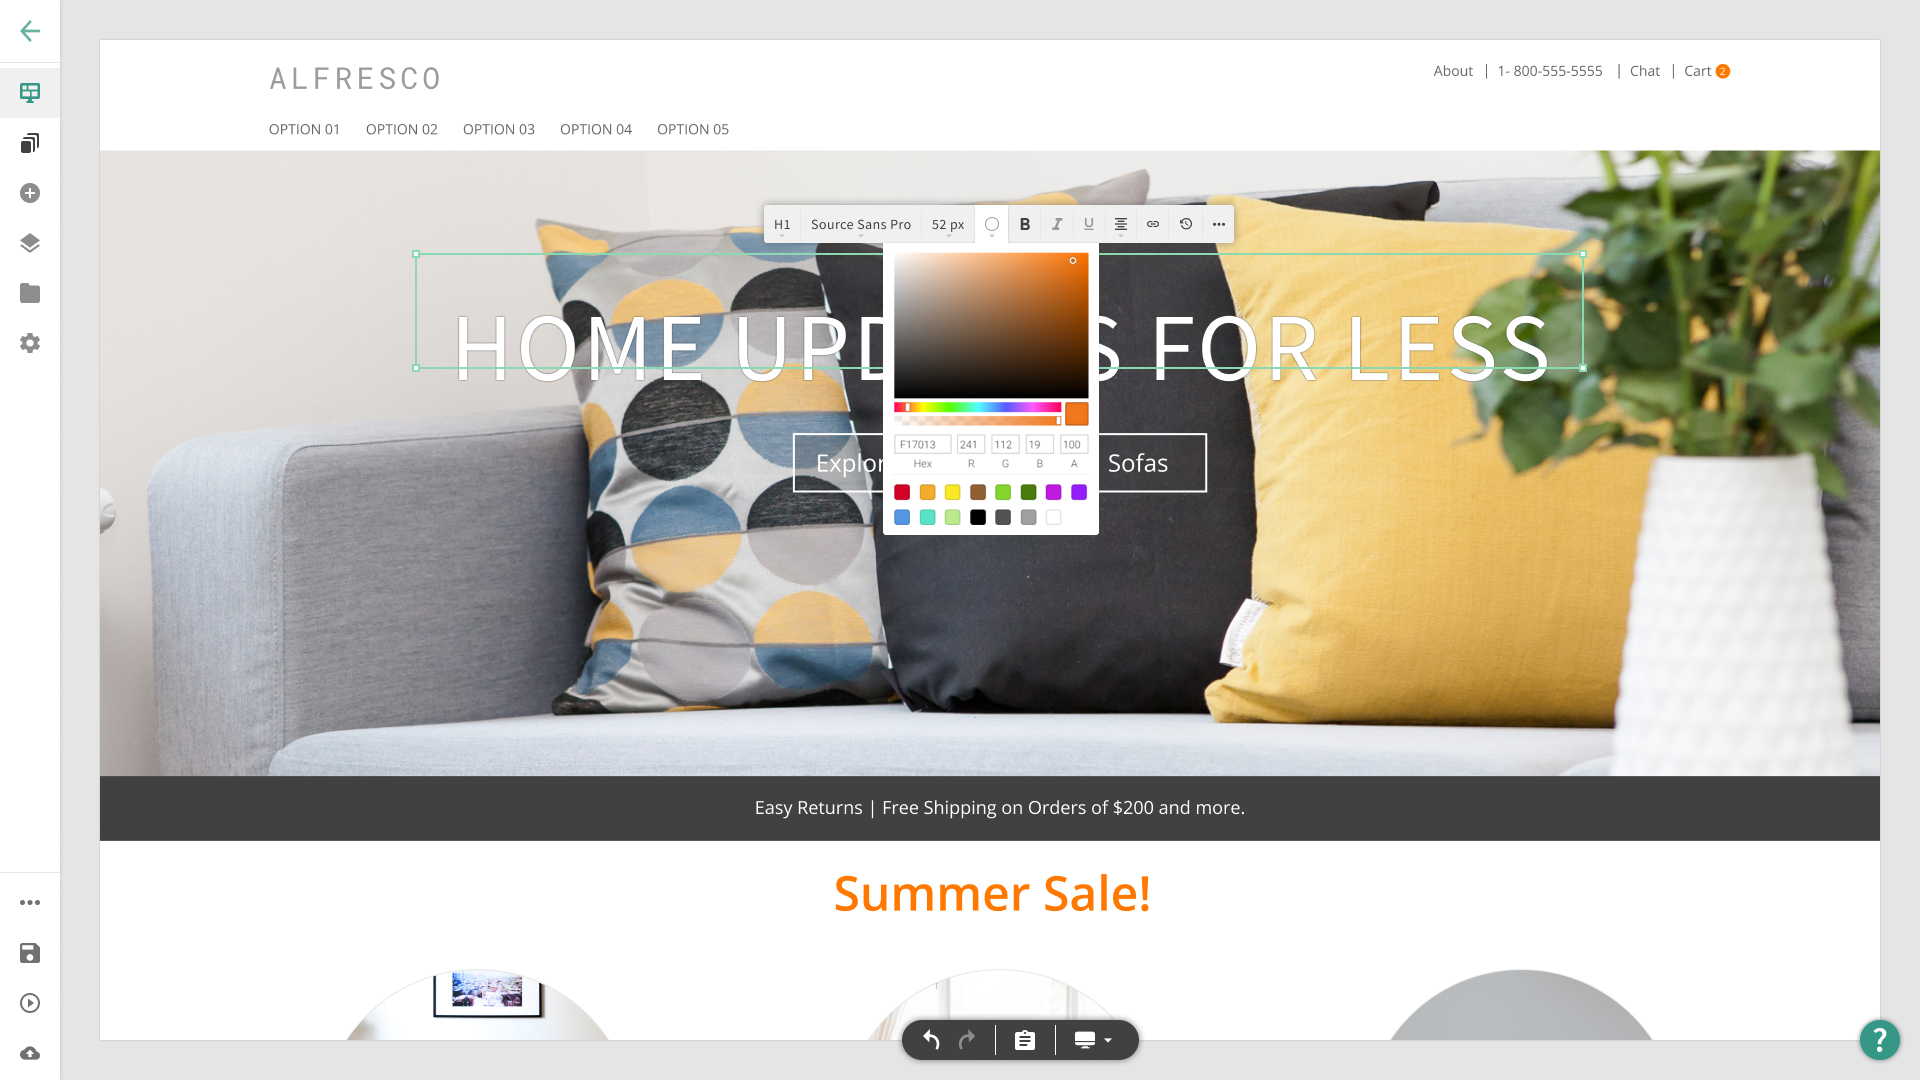 ALFRESCO
About | 1- 800-555-5555 | Chat | Cart 2
OPTION 01 OPTION 02 OPTION 03 OPTION 04 OPTION 05
H1 Source Sans Pro 52 px B I U
HOME UPD S FOR LESS
F17013 241 112 19 100
Hex R G B A
Explor Sofas
Easy Returns | Free Shipping on Orders of $200 and more.
Summer Sale!
?